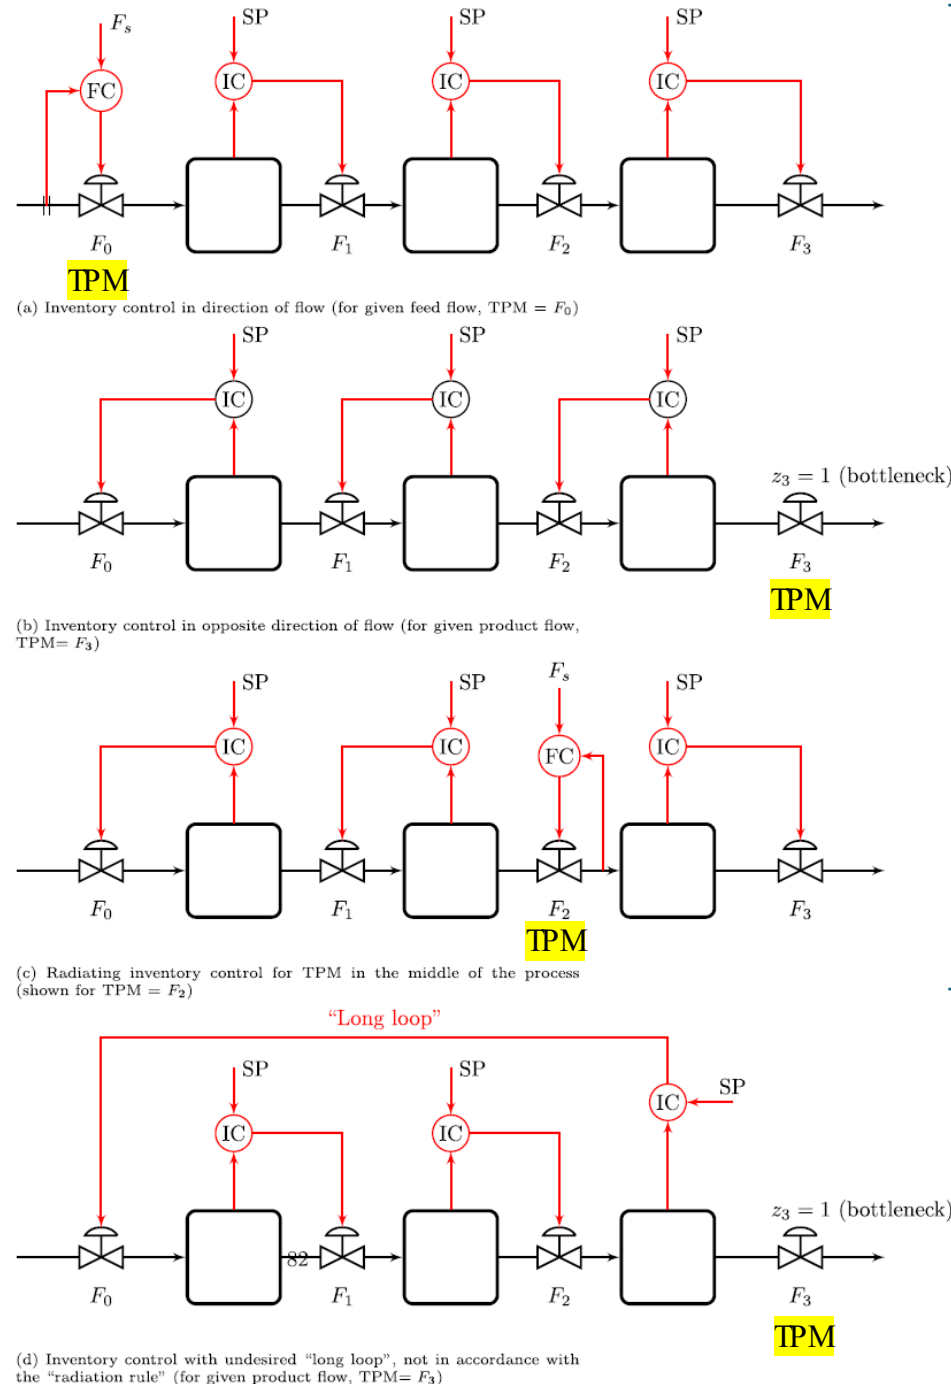 Fs SP SP SP
FC IC IC IC
F0 F1 F2 F3
TPM
(a) Inventory control in direction of flow (for given feed flow, TPM = F0)
SP SP SP
IC IC IC
z3 = 1 (bottleneck)
F0 F1 F2 F3
TPM
(b) Inventory control in opposite direction of flow (for given product flow,
TPM= F3)
Fs
SP SP SP
IC IC FC IC
F0 F1 F2 F3
TPM
(c) Radiating inventory control for TPM in the middle of the process
(shown for TPM = F2)
“Long loop”
SP SP SP
IC
IC IC
z3 = 1 (bottleneck)
82
F0 F1 F2 F3
TPM
(d) Inventory control with undesired “long loop”, not in accordance with
the “radiation rule” (for given product flow, TPM= F3)